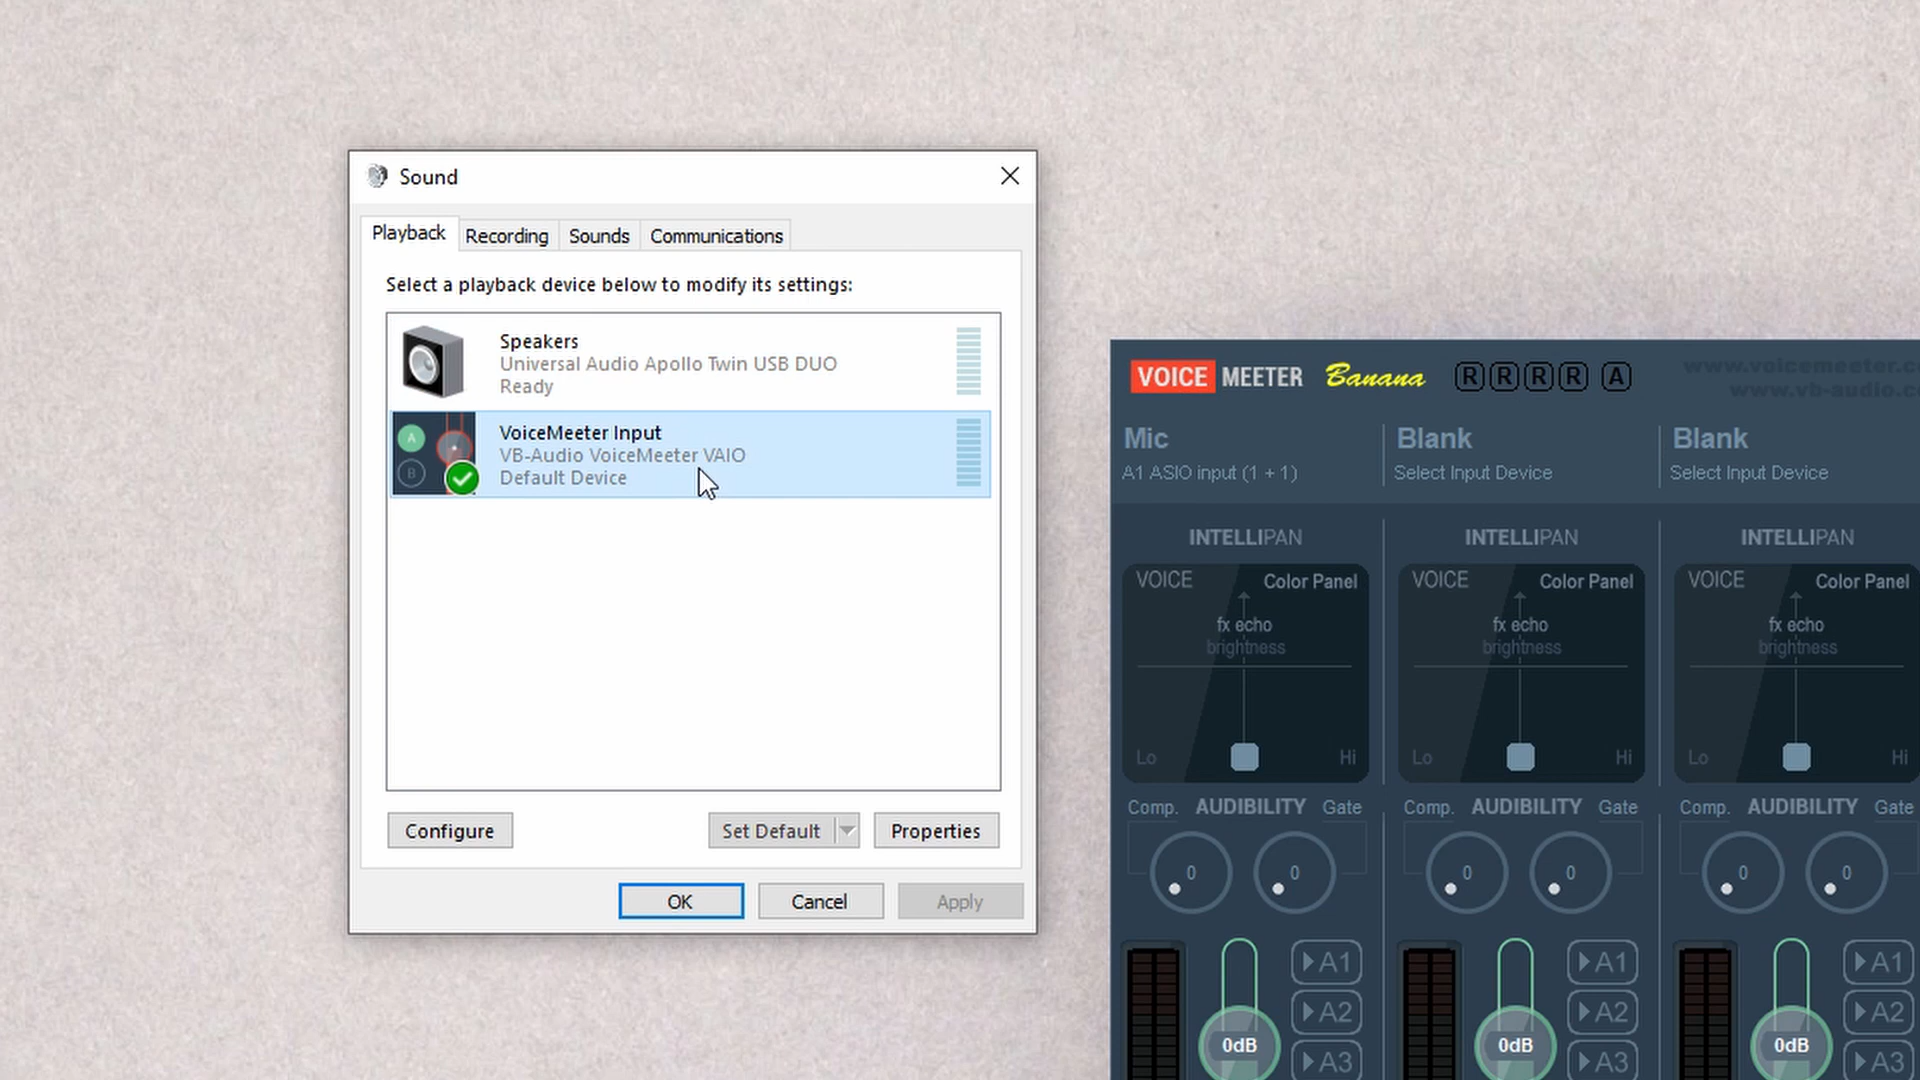 Sound
Playback
Recording
Sounds
Communications
Select a playback device below to modify its settings:
Speakers
Universal Audio Apollo Twin USB DUO
Ready
VoiceMeeter Input
VB-Audio VoiceMeeter VAIO
Default Device
A
B
Configure
Set Default
Properties
OK
Cancel
Apply
VOICE MEETER Banana R R R R A
www.voicemeeter.c
www.vb-audio.c
Mic
A1 ASIO input (1 + 1)
Blank
Select Input Device
Blank
Select Input Device
INTELLIPAN
INTELLIPAN
INTELLIPAN
VOICE Color Panel
fx echo
brightness
Lo Hi
VOICE Color Panel
fx echo
brightness
Lo Hi
VOICE Color Panel
fx echo
brightness
Lo Hi
Comp. AUDIBILITY Gate
0 0
Comp. AUDIBILITY Gate
0 0
Comp. AUDIBILITY Gate
0 0
A1
A2
A3
0dB
A1
A2
A3
0dB
A1
A2
A3
0dB